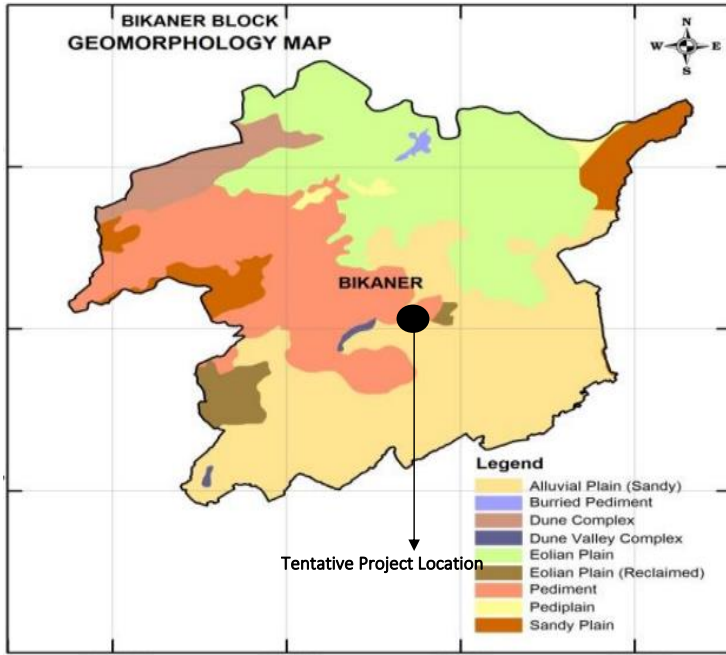 BIKANER BLOCK
GEOMORPHOLOGY MAP
N
W E
S
BIKANER
Legend
Alluvial Plain (Sandy)
Burried Pediment
Dune Complex
Dune Valley Complex
Eolian Plain
Eolian Plain (Reclaimed)
Pediment
Pediplain
Sandy Plain
Tentative Project Location